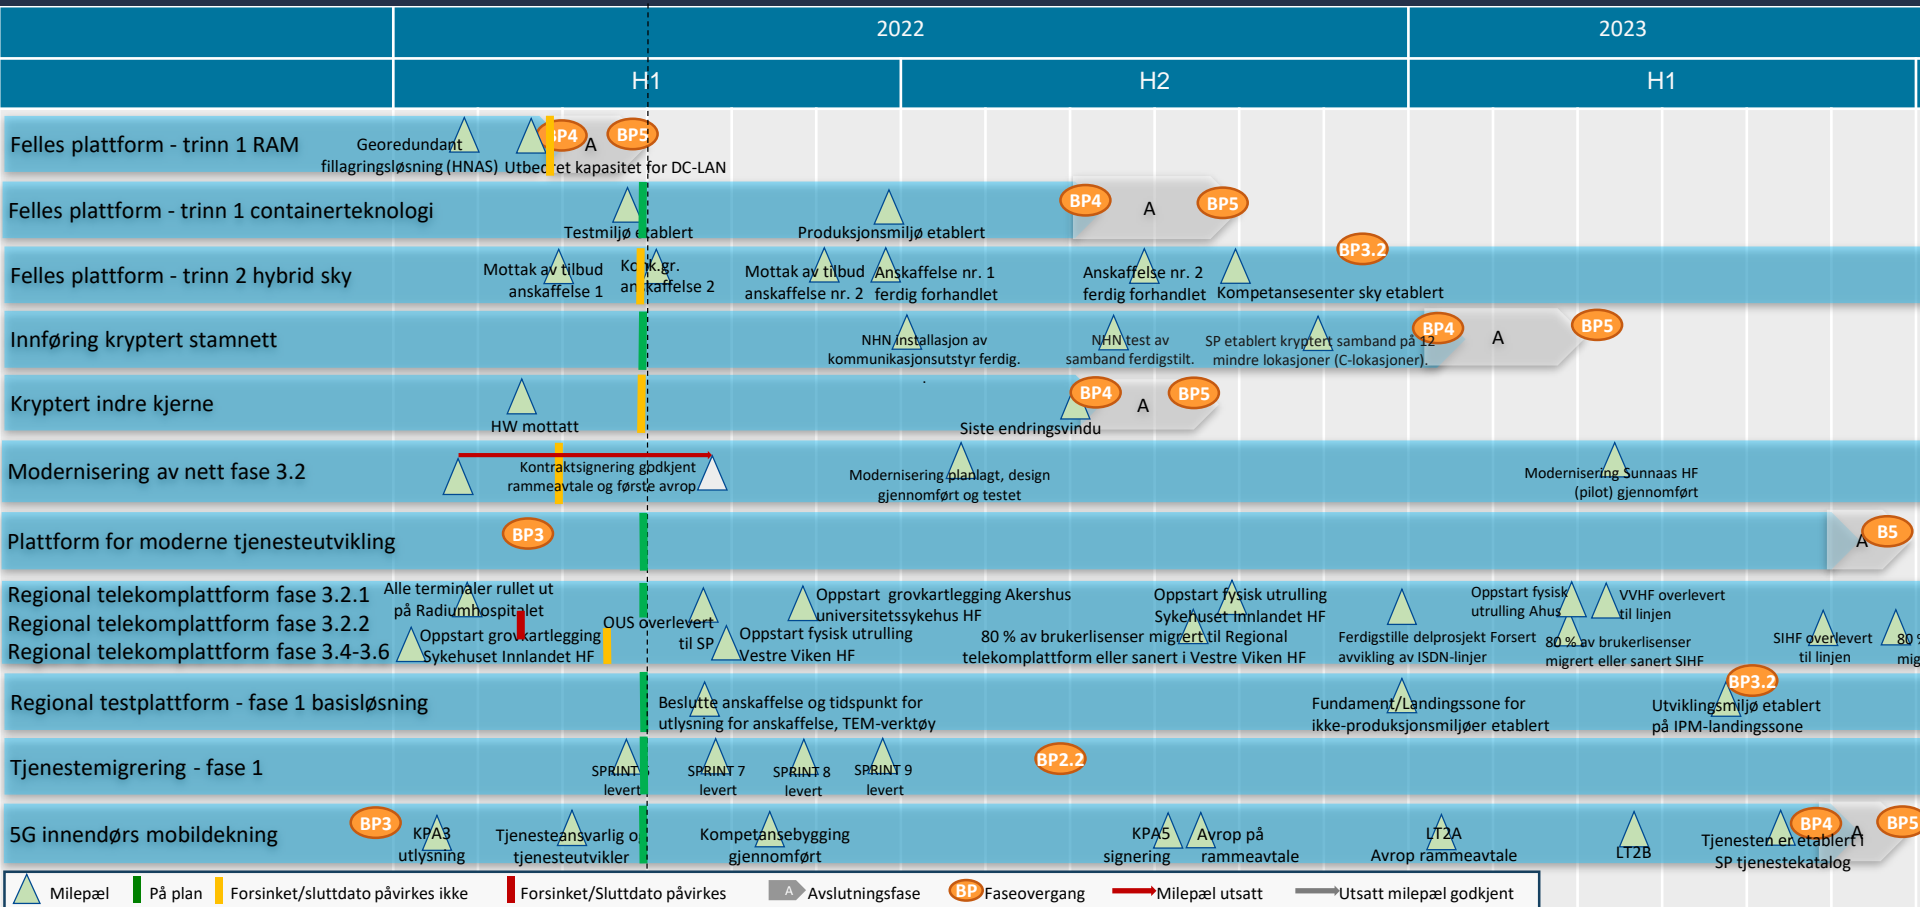 2022
2023
H1
H2
H1
Felles plattform - trinn 1 RAM
Georedundant
fillagringsløsning (HNAS)
Utbedret kapasitet for DC-LAN
BP4
A
BP5
Felles plattform - trinn 1 containerteknologi
Testmiljø etablert
Produksjonsmiljø etablert
BP4
A
BP5
Felles plattform - trinn 2 hybrid sky
Mottak av tilbud
anskaffelse 1
Konk.gr.
anskaffelse 2
Mottak av tilbud
anskaffelse nr. 2
Anskaffelse nr. 1
ferdig forhandlet
Anskaffelse nr. 2
ferdig forhandlet
Kompetansesenter sky etablert
BP3.2
Innføring kryptert stamnett
NHN installasjon av
kommunikasjonsutstyr ferdig.
.
NHN test av
samband ferdigstilt.
SP etablert kryptert samband på 12
mindre lokasjoner (C-lokasjoner).
BP4
A
BP5
Kryptert indre kjerne
HW mottatt
Siste endringsvindu
BP4
A
BP5
Modernisering av nett fase 3.2
Kontraktsignering godkjent
rammeavtale og første avrop
Modernisering planlagt, design
gjennomført og testet
Modernisering Sunnaas HF
(pilot) gjennomført
Plattform for moderne tjenesteutvikling
BP3
A
B5
Regional telekomplattform fase 3.2.1
Regional telekomplattform fase 3.2.2
Regional telekomplattform fase 3.4-3.6
Alle terminaler rullet ut
på Radiumhospitalet
Oppstart grovkartlegging
Sykehuset Innlandet HF
OUS overlevert
til SP
Oppstart grovkartlegging Akershus
universitetssykehus HF
Oppstart fysisk utrulling
Vestre Viken HF
Oppstart fysisk utrulling
Sykehuset Innlandet HF
80 % av brukerlisenser migrert til Regional
telekomplattform eller sanert i Vestre Viken HF
Ferdigstille delprosjekt Forsert
avvikling av ISDN-linjer
Oppstart fysisk
utrulling Ahus
VVHF overlevert
til linjen
80 % av brukerlisenser
migrert eller sanert SIHF
SIHF overlevert
til linjen
80 %
mig
Regional testplattform - fase 1 basisløsning
Beslutte anskaffelse og tidspunkt for
utlysning for anskaffelse, TEM-verktøy
Fundament/Landingssone for
ikke-produksjonsmiljøer etablert
BP3.2
Utviklingsmiljø etablert
på IPM-landingssone
Tjenestemigrering - fase 1
SPRINT 6
levert
SPRINT 7
levert
SPRINT 8
levert
SPRINT 9
levert
BP2.2
5G innendørs mobildekning
BP3
KPA3
utlysning
Tjenesteansvarlig og
tjenesteutvikler
Kompetansebygging
gjennomført
KPA5
signering
Avrop på
rammeavtale
LT2A
Avrop rammeavtale
LT2B
Tjenesten er etablert i
SP tjenestekatalog
BP4
A
BP5
Milepæl
På plan
Forsinket/sluttdato påvirkes ikke
Forsinket/Sluttdato påvirkes
A
Avslutningsfase
BP
Faseovergang
Milepæl utsatt
Utsatt milepæl godkjent